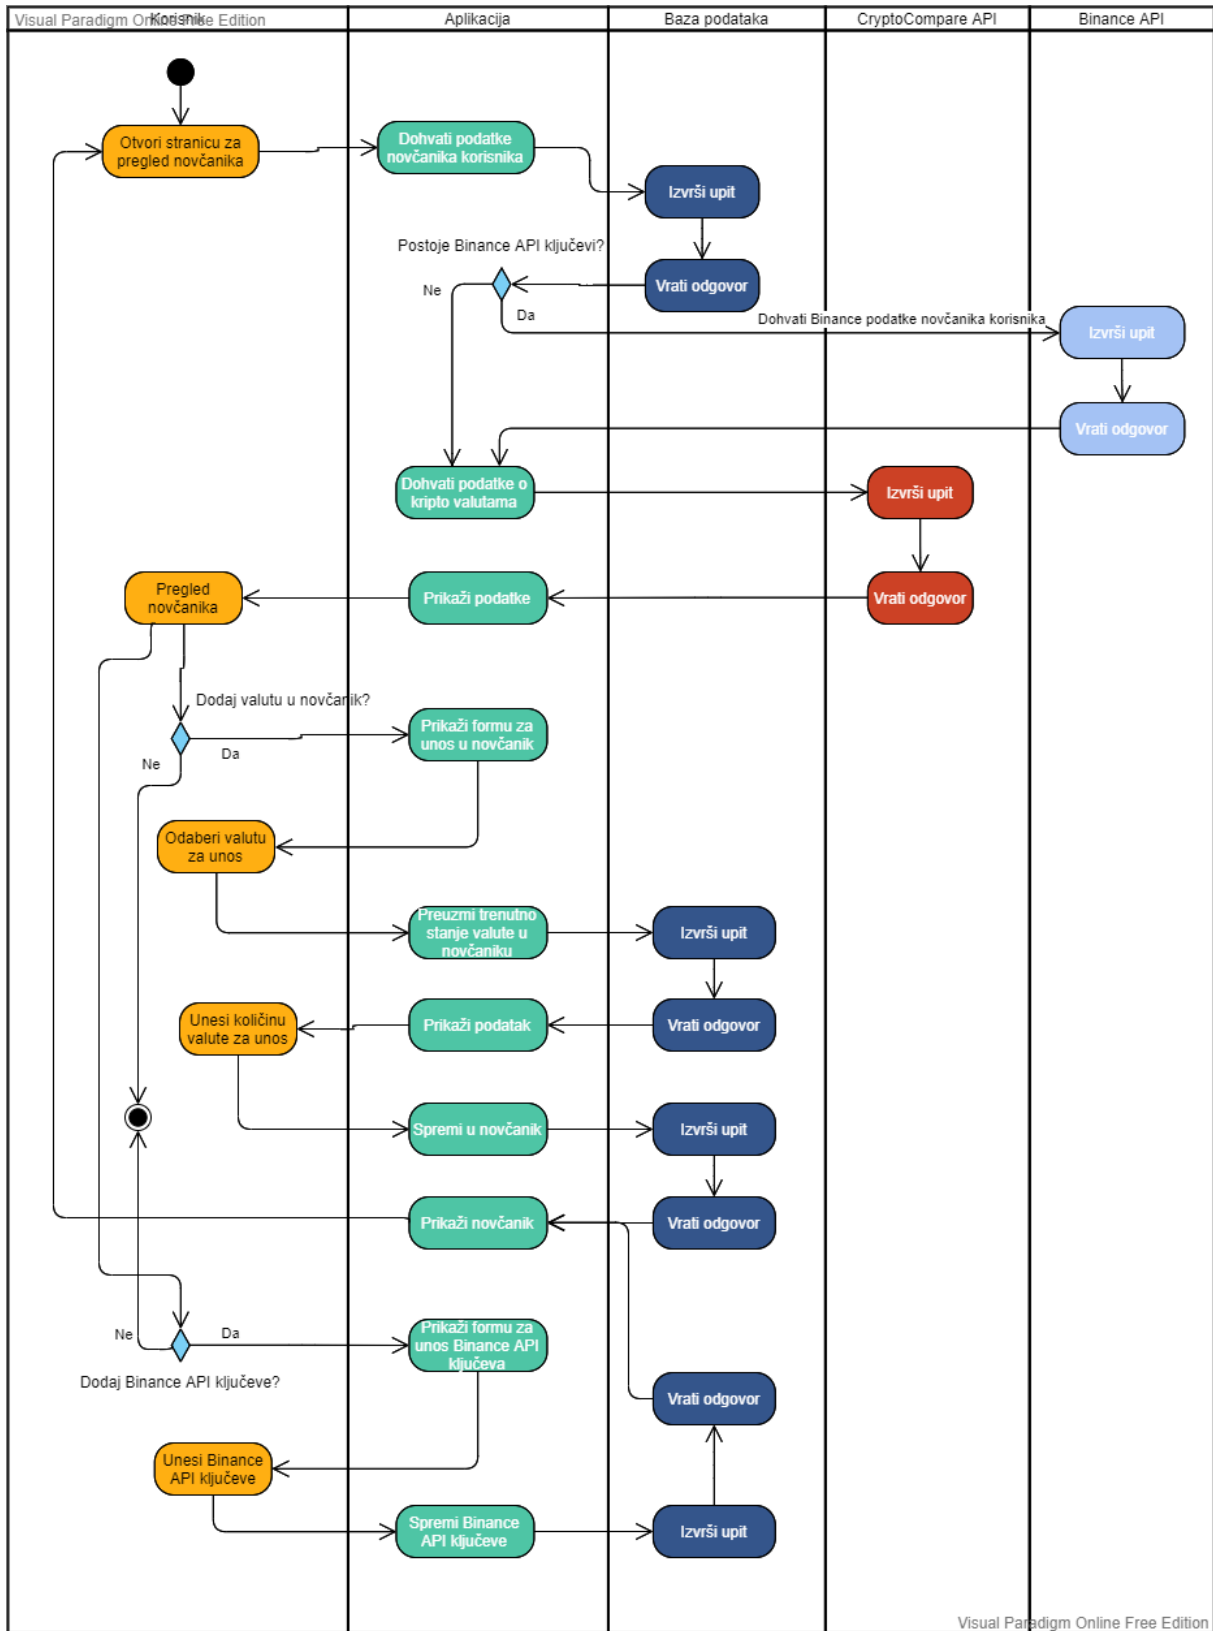 Visual Paradigm Online Free Edition
Korisnik
Aplikacija
Baza podataka
CryptoCompare API
Binance API
Otvori stranicu za
pregled novčanika
Dohvati podatke
novčanika korisnika
Izvrši upit
Postoje Binance API ključevi?
Vrati odgovor
Ne
Da
Dohvati Binance podatke novčanika korisnika
Izvrši upit
Vrati odgovor
Dohvati podatke o
kripto valutama
Izvrši upit
Pregled
novčanika
Prikaži podatke
Vrati odgovor
Dodaj valutu u novčanik?
Prikaži formu za
unos u novčanik
Ne
Da
Odaberi valutu
za unos
Preuzmi trenutno
stanje valute u
novčaniku
Izvrši upit
Unesi količinu
valute za unos
Prikaži podatak
Vrati odgovor
Spremi u novčanik
Izvrši upit
Prikaži novčanik
Vrati odgovor
Ne
Da
Prikaži formu za
unos Binance API
ključeva
Dodaj Binance API ključeve?
Vrati odgovor
Unesi Binance
API ključeve
Spremi Binance
API ključeve
Izvrši upit
Visual Paradigm Online Free Edition